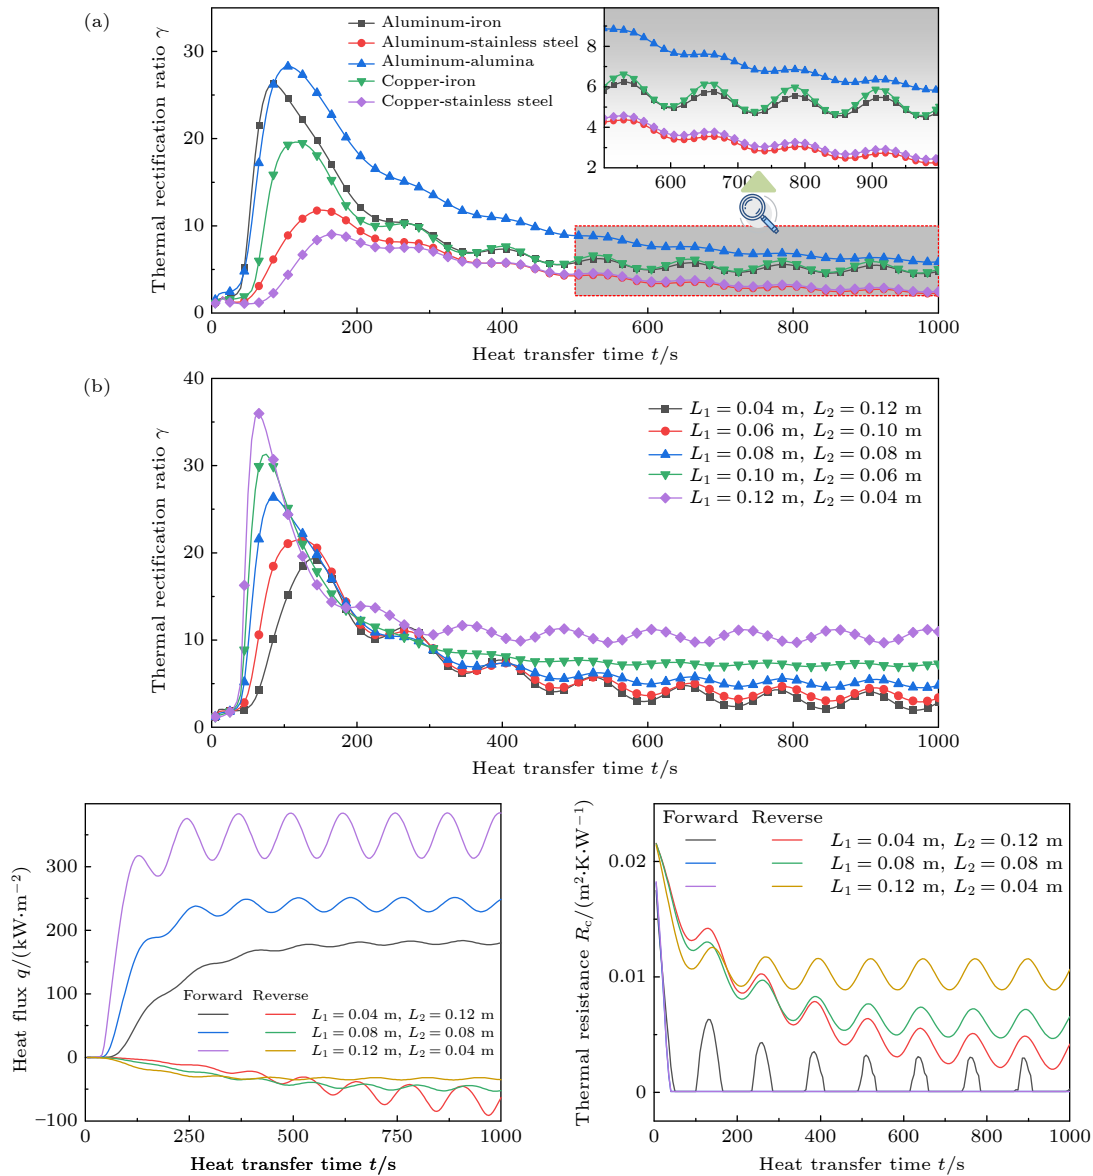 (a)
Thermal rectification ratio γ
30
20
10
0
Aluminum-iron
Aluminum-stainless steel
Aluminum-alumina
Copper-iron
Copper-stainless steel
8
6
4
2
600 700 800 900
0 200 400 600 800 1000
Heat transfer time t/s
(b)
Thermal rectification ratio γ
40
30
20
10
0
L₁ = 0.04 m, L₂ = 0.12 m
L₁ = 0.06 m, L₂ = 0.10 m
L₁ = 0.08 m, L₂ = 0.08 m
L₁ = 0.10 m, L₂ = 0.06 m
L₁ = 0.12 m, L₂ = 0.04 m
0 200 400 600 800 1000
Heat transfer time t/s
Heat flux q/(kW·m⁻²)
300
200
100
0
−100
Forward Reverse
L₁ = 0.04 m, L₂ = 0.12 m
L₁ = 0.08 m, L₂ = 0.08 m
L₁ = 0.12 m, L₂ = 0.04 m
0 250 500 750 1000
Heat transfer time t/s
Thermal resistance R_c/(m²·K·W⁻¹)
0.02
0.01
0
Forward Reverse
L₁ = 0.04 m, L₂ = 0.12 m
L₁ = 0.08 m, L₂ = 0.08 m
L₁ = 0.12 m, L₂ = 0.04 m
0 200 400 600 800 1000
Heat transfer time t/s